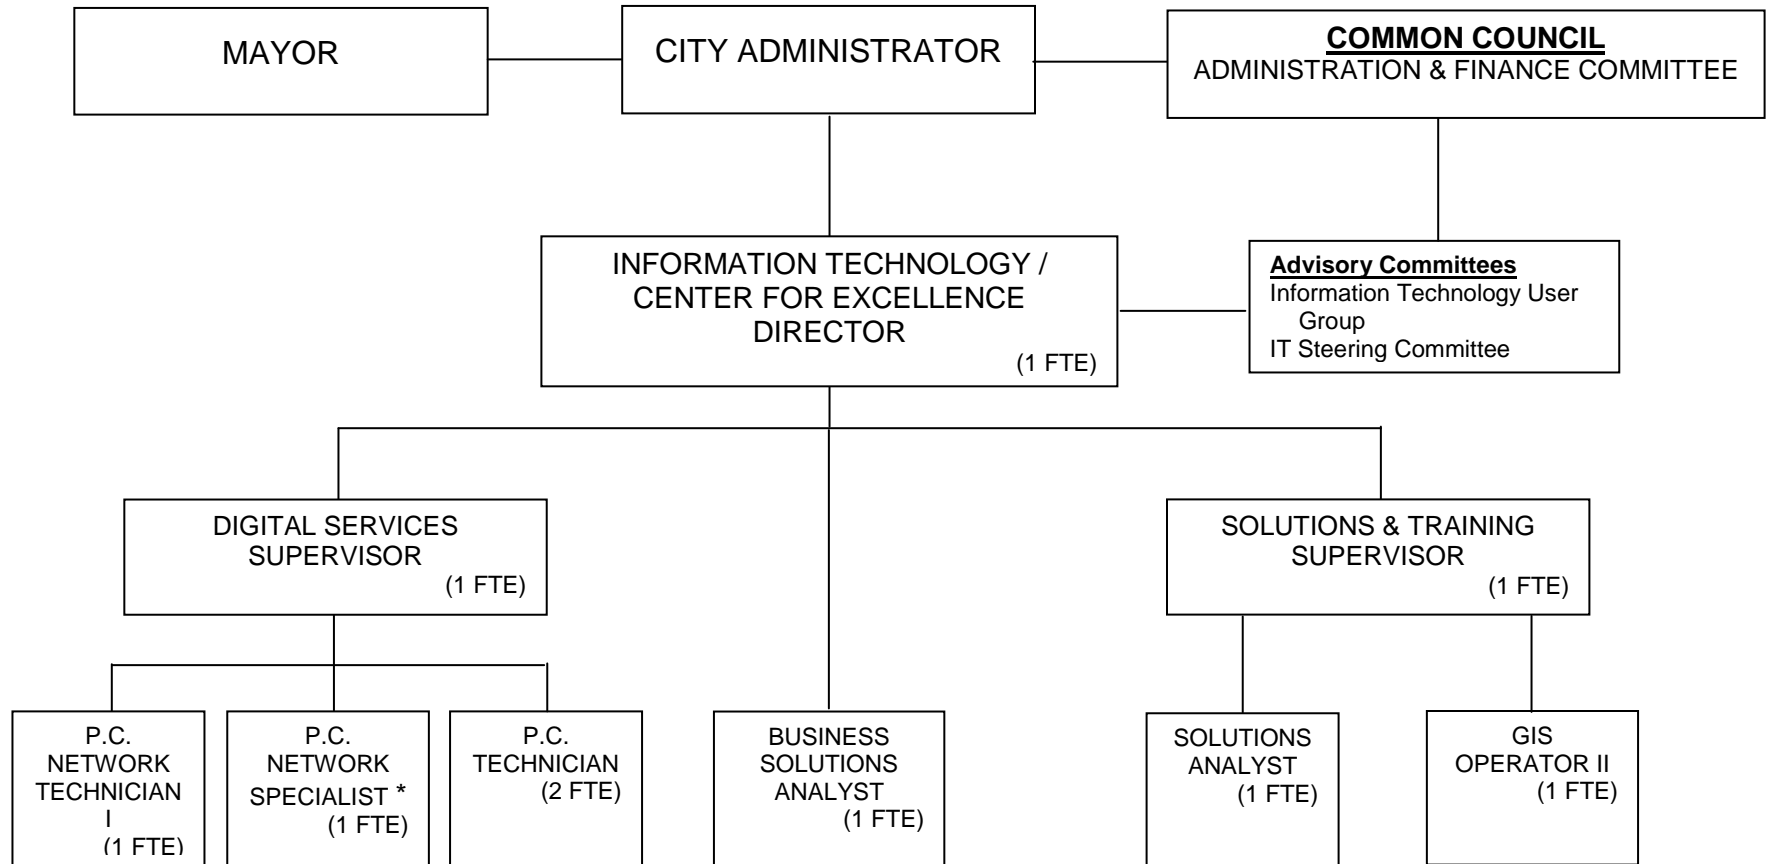 MAYOR
CITY ADMINISTRATOR
COMMON COUNCIL
ADMINISTRATION & FINANCE COMMITTEE
INFORMATION TECHNOLOGY /
CENTER FOR EXCELLENCE
DIRECTOR
(1 FTE)
Advisory Committees
Information Technology User
Group
IT Steering Committee
DIGITAL SERVICES
SUPERVISOR
(1 FTE)
SOLUTIONS & TRAINING
SUPERVISOR
(1 FTE)
P.C.
NETWORK
TECHNICIAN
I
(1 FTE)
P.C.
NETWORK
SPECIALIST *
(1 FTE)
P.C.
TECHNICIAN
(2 FTE)
BUSINESS
SOLUTIONS
ANALYST
(1 FTE)
SOLUTIONS
ANALYST
(1 FTE)
GIS
OPERATOR II
(1 FTE)